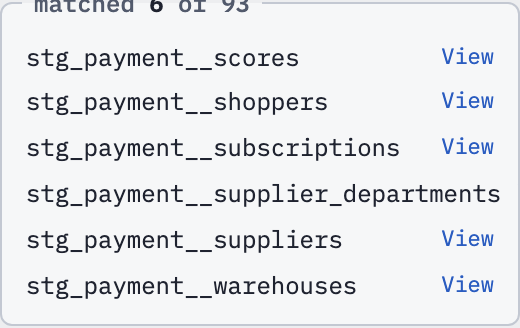 matched 6 of 93
stg_payment__scores View
stg_payment__shoppers View
stg_payment__subscriptions View
stg_payment__supplier_departments
stg_payment__suppliers View
stg_payment__warehouses View